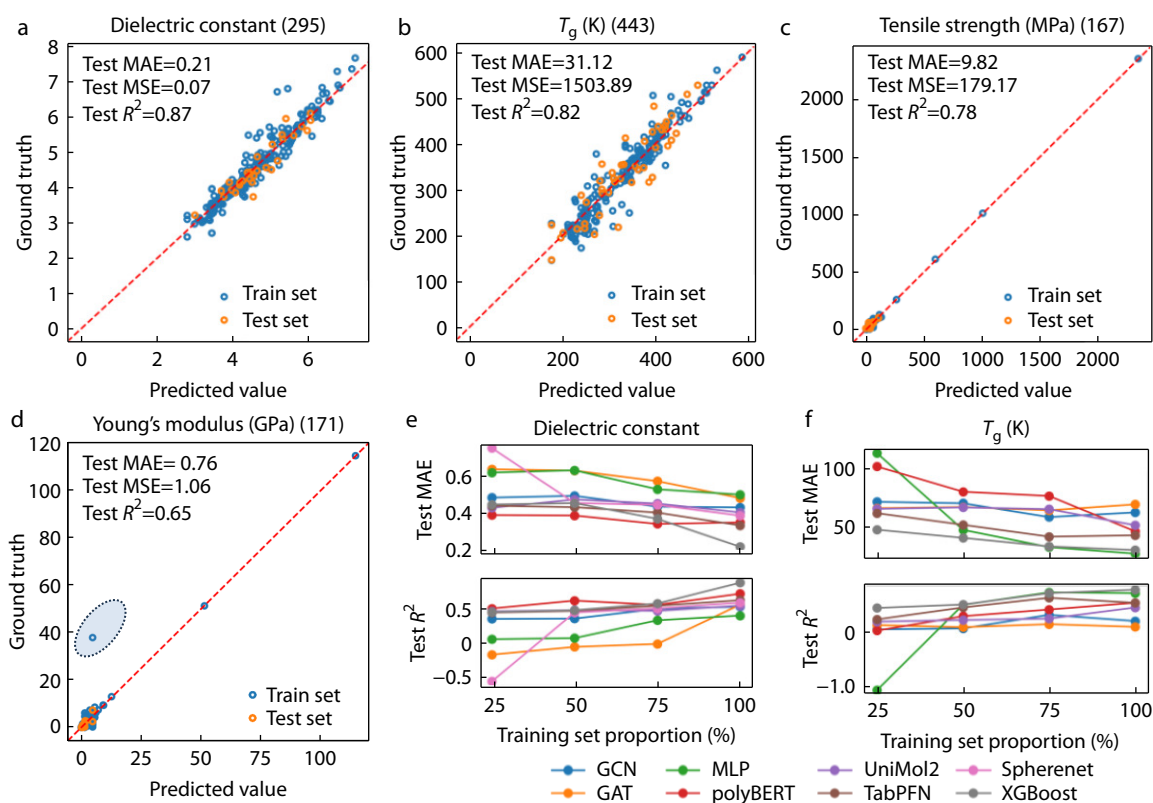 a
Dielectric constant (295)
8
7
6
5
4
3
2
1
0
Ground truth
Test MAE=0.21
Test MSE=0.07
Test R²=0.87
Train set
Test set
0 2 4 6
Predicted value
b
Tg (K) (443)
600
500
400
300
200
100
0
Ground truth
Test MAE=31.12
Test MSE=1503.89
Test R²=0.82
Train set
Test set
0 200 400 600
Predicted value
c
Tensile strength (MPa) (167)
2000
1500
1000
500
0
Ground truth
Test MAE=9.82
Test MSE=179.17
Test R²=0.78
Train set
Test set
0 500 1000 1500 2000
Predicted value
d
Young's modulus (GPa) (171)
120
100
80
60
40
20
0
Ground truth
Test MAE= 0.76
Test MSE=1.06
Test R²=0.65
Train set
Test set
0 50 100
Predicted value
e
Dielectric constant
0.6
0.4
0.2
Test MAE
0.5
0
−0.5
Test R²
25 50 75 100
Training set proportion (%)
f
Tg (K)
100
50
Test MAE
0
−1.0
Test R²
25 50 75 100
Training set proportion (%)
GCN MLP UniMol2 Spherenet
GAT polyBERT TabPFN XGBoost